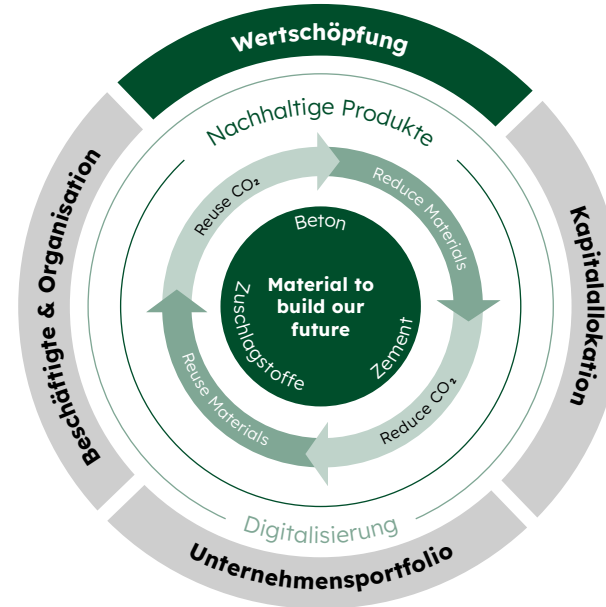 Wertschöpfung
Nachhaltige Produkte
Reuse CO₂
Reduce Materials
Beton
Beschäftigte & Organisation
Kapitalallokation
Material to
build our
future
Zuschlagstoffe
Zement
Reuse Materials
Reduce CO₂
Digitalisierung
Unternehmensportfolio